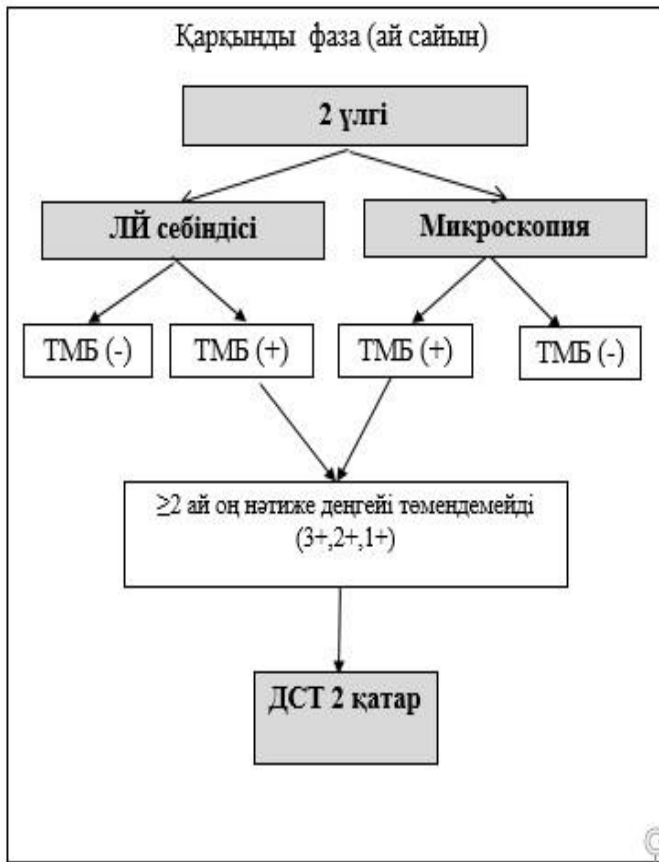 Қарқынды фаза (ай сайын)
2 үлгі
ЛЙ себіндісі
Микроскопия
ТМБ (-)
ТМБ (+)
ТМБ (+)
ТМБ (-)
≥2 ай оң нәтиже деңгейі төмендемейді
(3+,2+,1+)
ДСТ 2 қатар